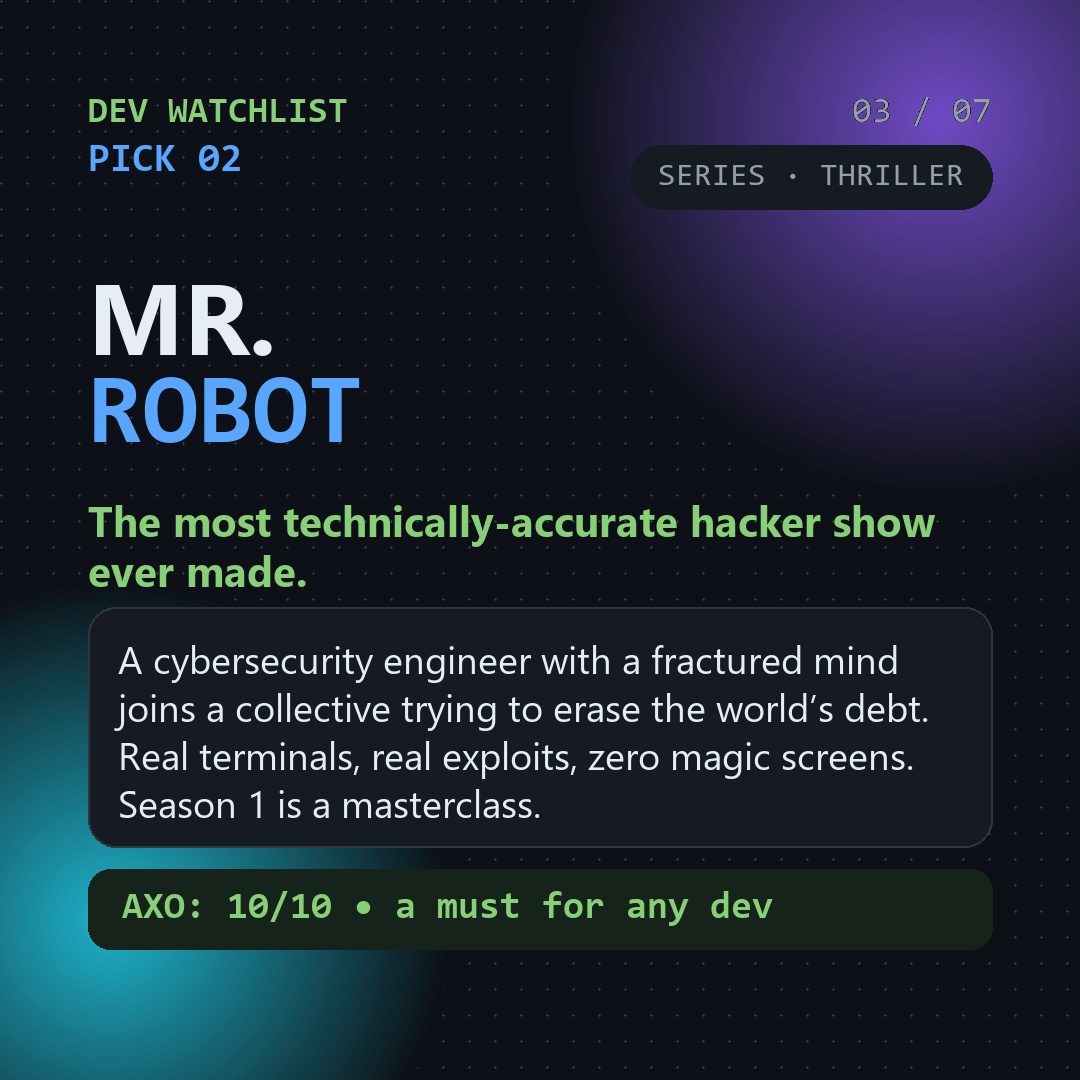 DEV WATCHLIST
PICK 02
03 / 07
SERIES · THRILLER
MR.
ROBOT
The most technically-accurate hacker show
ever made.
A cybersecurity engineer with a fractured mind
joins a collective trying to erase the world’s debt.
Real terminals, real exploits, zero magic screens.
Season 1 is a masterclass.
AXO: 10/10 • a must for any dev